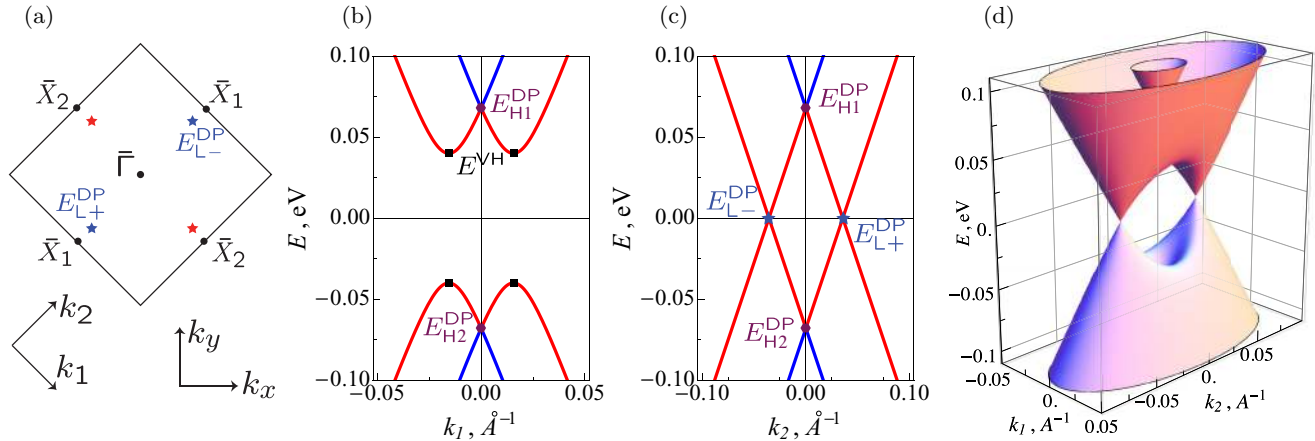 (a)
X̄₂
X̄₁
E^DP_L−
Γ̄
E^DP_L+
X̄₁
X̄₂
k₂
k₁
k_y
k_x
(b)
0.10
0.05
0.00
−0.05
−0.10
E, eV
E^DP_H1
E^VH
E^DP_H2
−0.05 0.00 0.05
k₁, Å⁻¹
(c)
0.10
0.05
0.00
−0.05
−0.10
E, eV
E^DP_H1
E^DP_L−
E^DP_L+
E^DP_H2
−0.10 −0.05 0.00 0.05 0.10
k₂, Å⁻¹
(d)
0.1
0.05
0.
−0.05
−0.1
E, eV
−0.05
0.
0.05
k₁, A⁻¹
−0.05
0.
0.05
k₂, A⁻¹